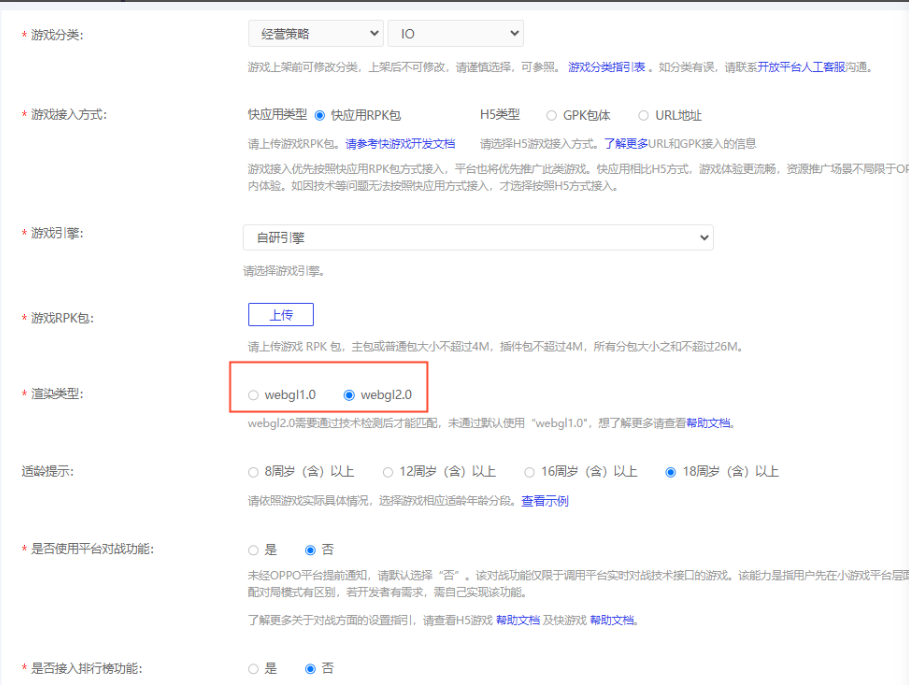 * 游戏分类: 经营策略 IO
游戏上架前可修改分类，上架后不可修改，请谨慎选择，可参照。 游戏分类指引表 。如分类有误，请联系开放平台人工客服沟通。
* 游戏接入方式: 快应用类型 快应用RPK包 H5类型 GPK包体 URL地址
请上传游戏RPK包。请参考快游戏开发文档 请选择H5游戏接入方式。了解更多URL和GPK接入的信息
游戏接入优先按照快应用RPK包方式接入，平台也将优先推广此类游戏。快应用相比H5方式，游戏体验更流畅，资源推广场景不局限于OP
内体验。如因技术等问题无法按照快应用方式接入，才选择按照H5方式接入。
* 游戏引擎: 自研引擎
请选择游戏引擎。
* 游戏RPK包: 上传
请上传游戏 RPK 包，主包或普通包大小不超过4M，插件包不超过4M，所有分包大小之和不超过26M。
* 渲染类型: webgl1.0 webgl2.0
webgl2.0需要通过技术检测后才能匹配，未通过默认使用“webgl1.0”，想了解更多请查看帮助文档。
适龄提示: 8周岁（含）以上 12周岁（含）以上 16周岁（含）以上 18周岁（含）以上
请依照游戏实际具体情况，选择游戏相应适龄年龄分段。查看示例
* 是否使用平台对战功能: 是 否
未经OPPO平台提前通知，请默认选择“否”。该对战功能仅限于调用平台实时对战技术接口的游戏。该能力是指用户先在小游戏平台层面
配对局模式有区别，若开发者有需求，需自己实现该功能。
了解更多关于对战方面的设置指引，请查看H5游戏 帮助文档 及快游戏 帮助文档。
* 是否接入排行榜功能: 是 否